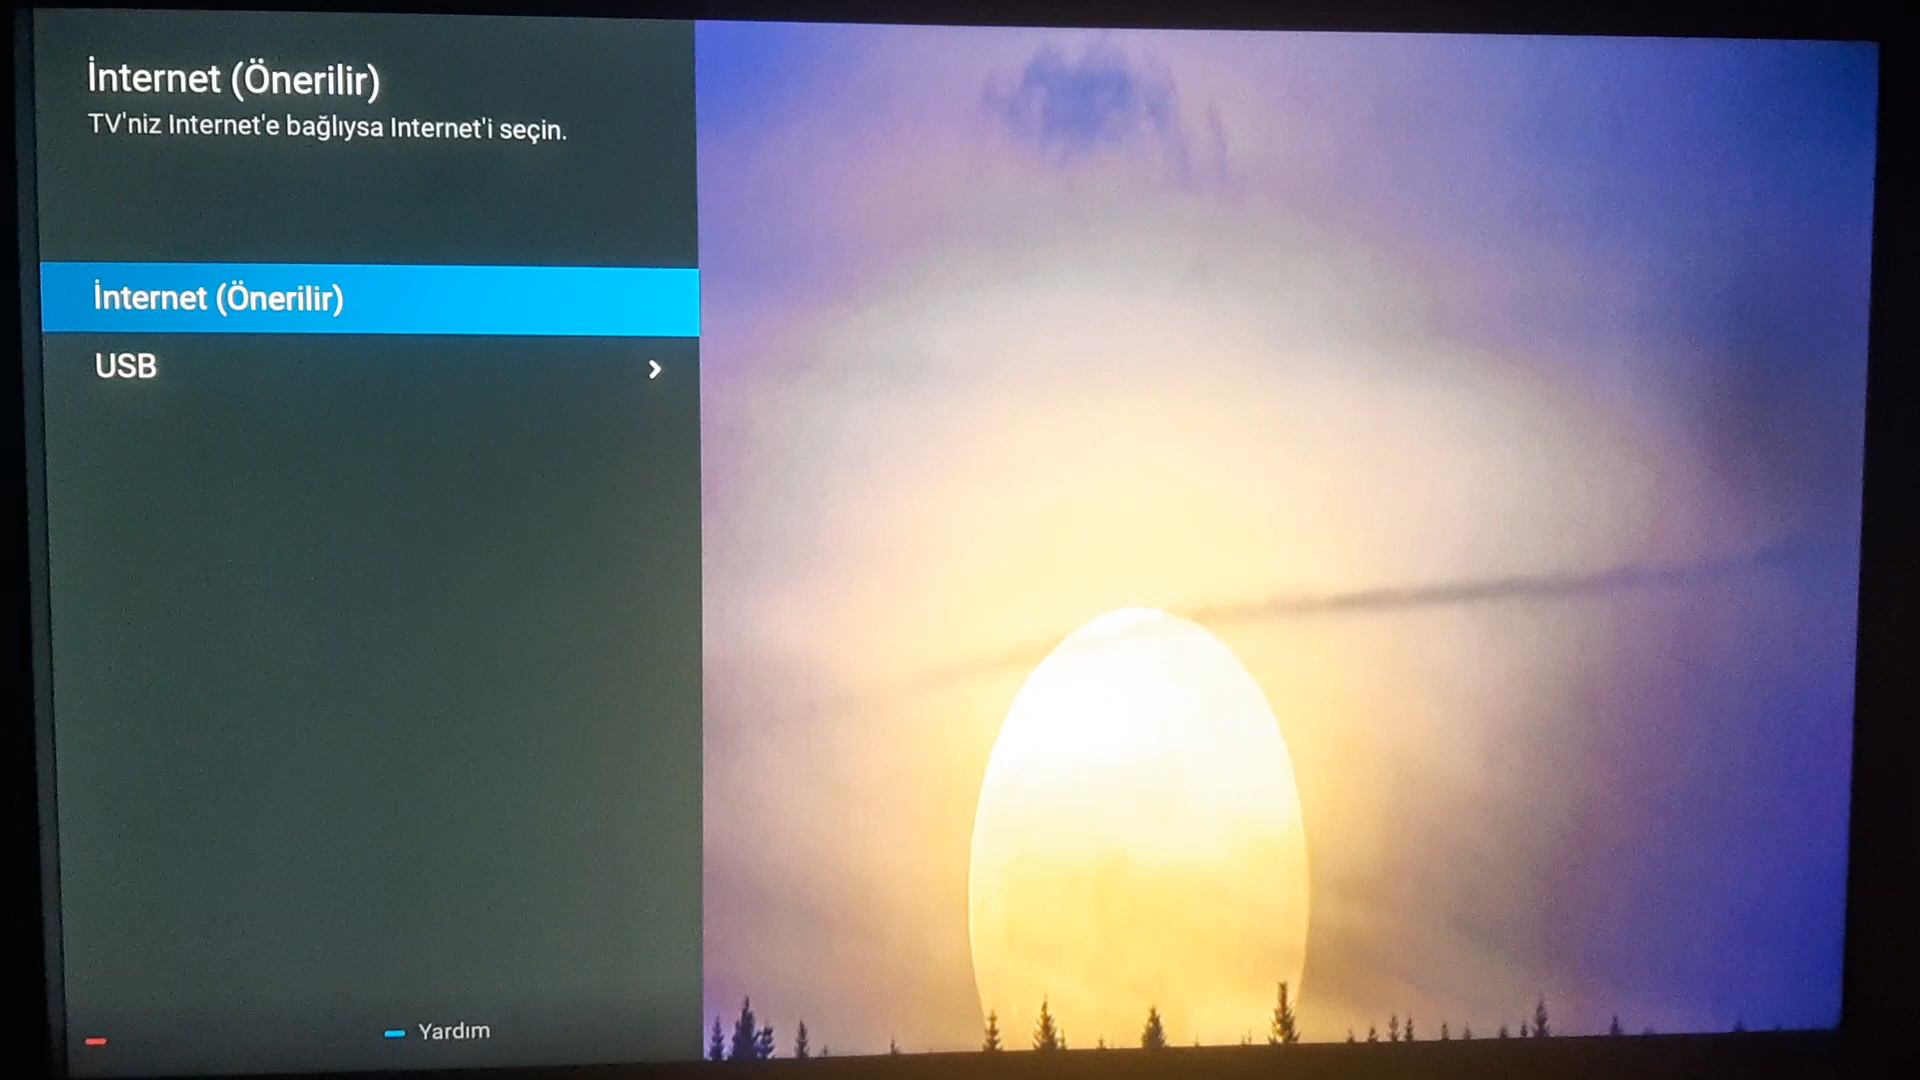 İnternet (Önerilir)
TV'niz Internet'e bağlıysa Internet'i seçin.
İnternet (Önerilir)
USB
Yardım